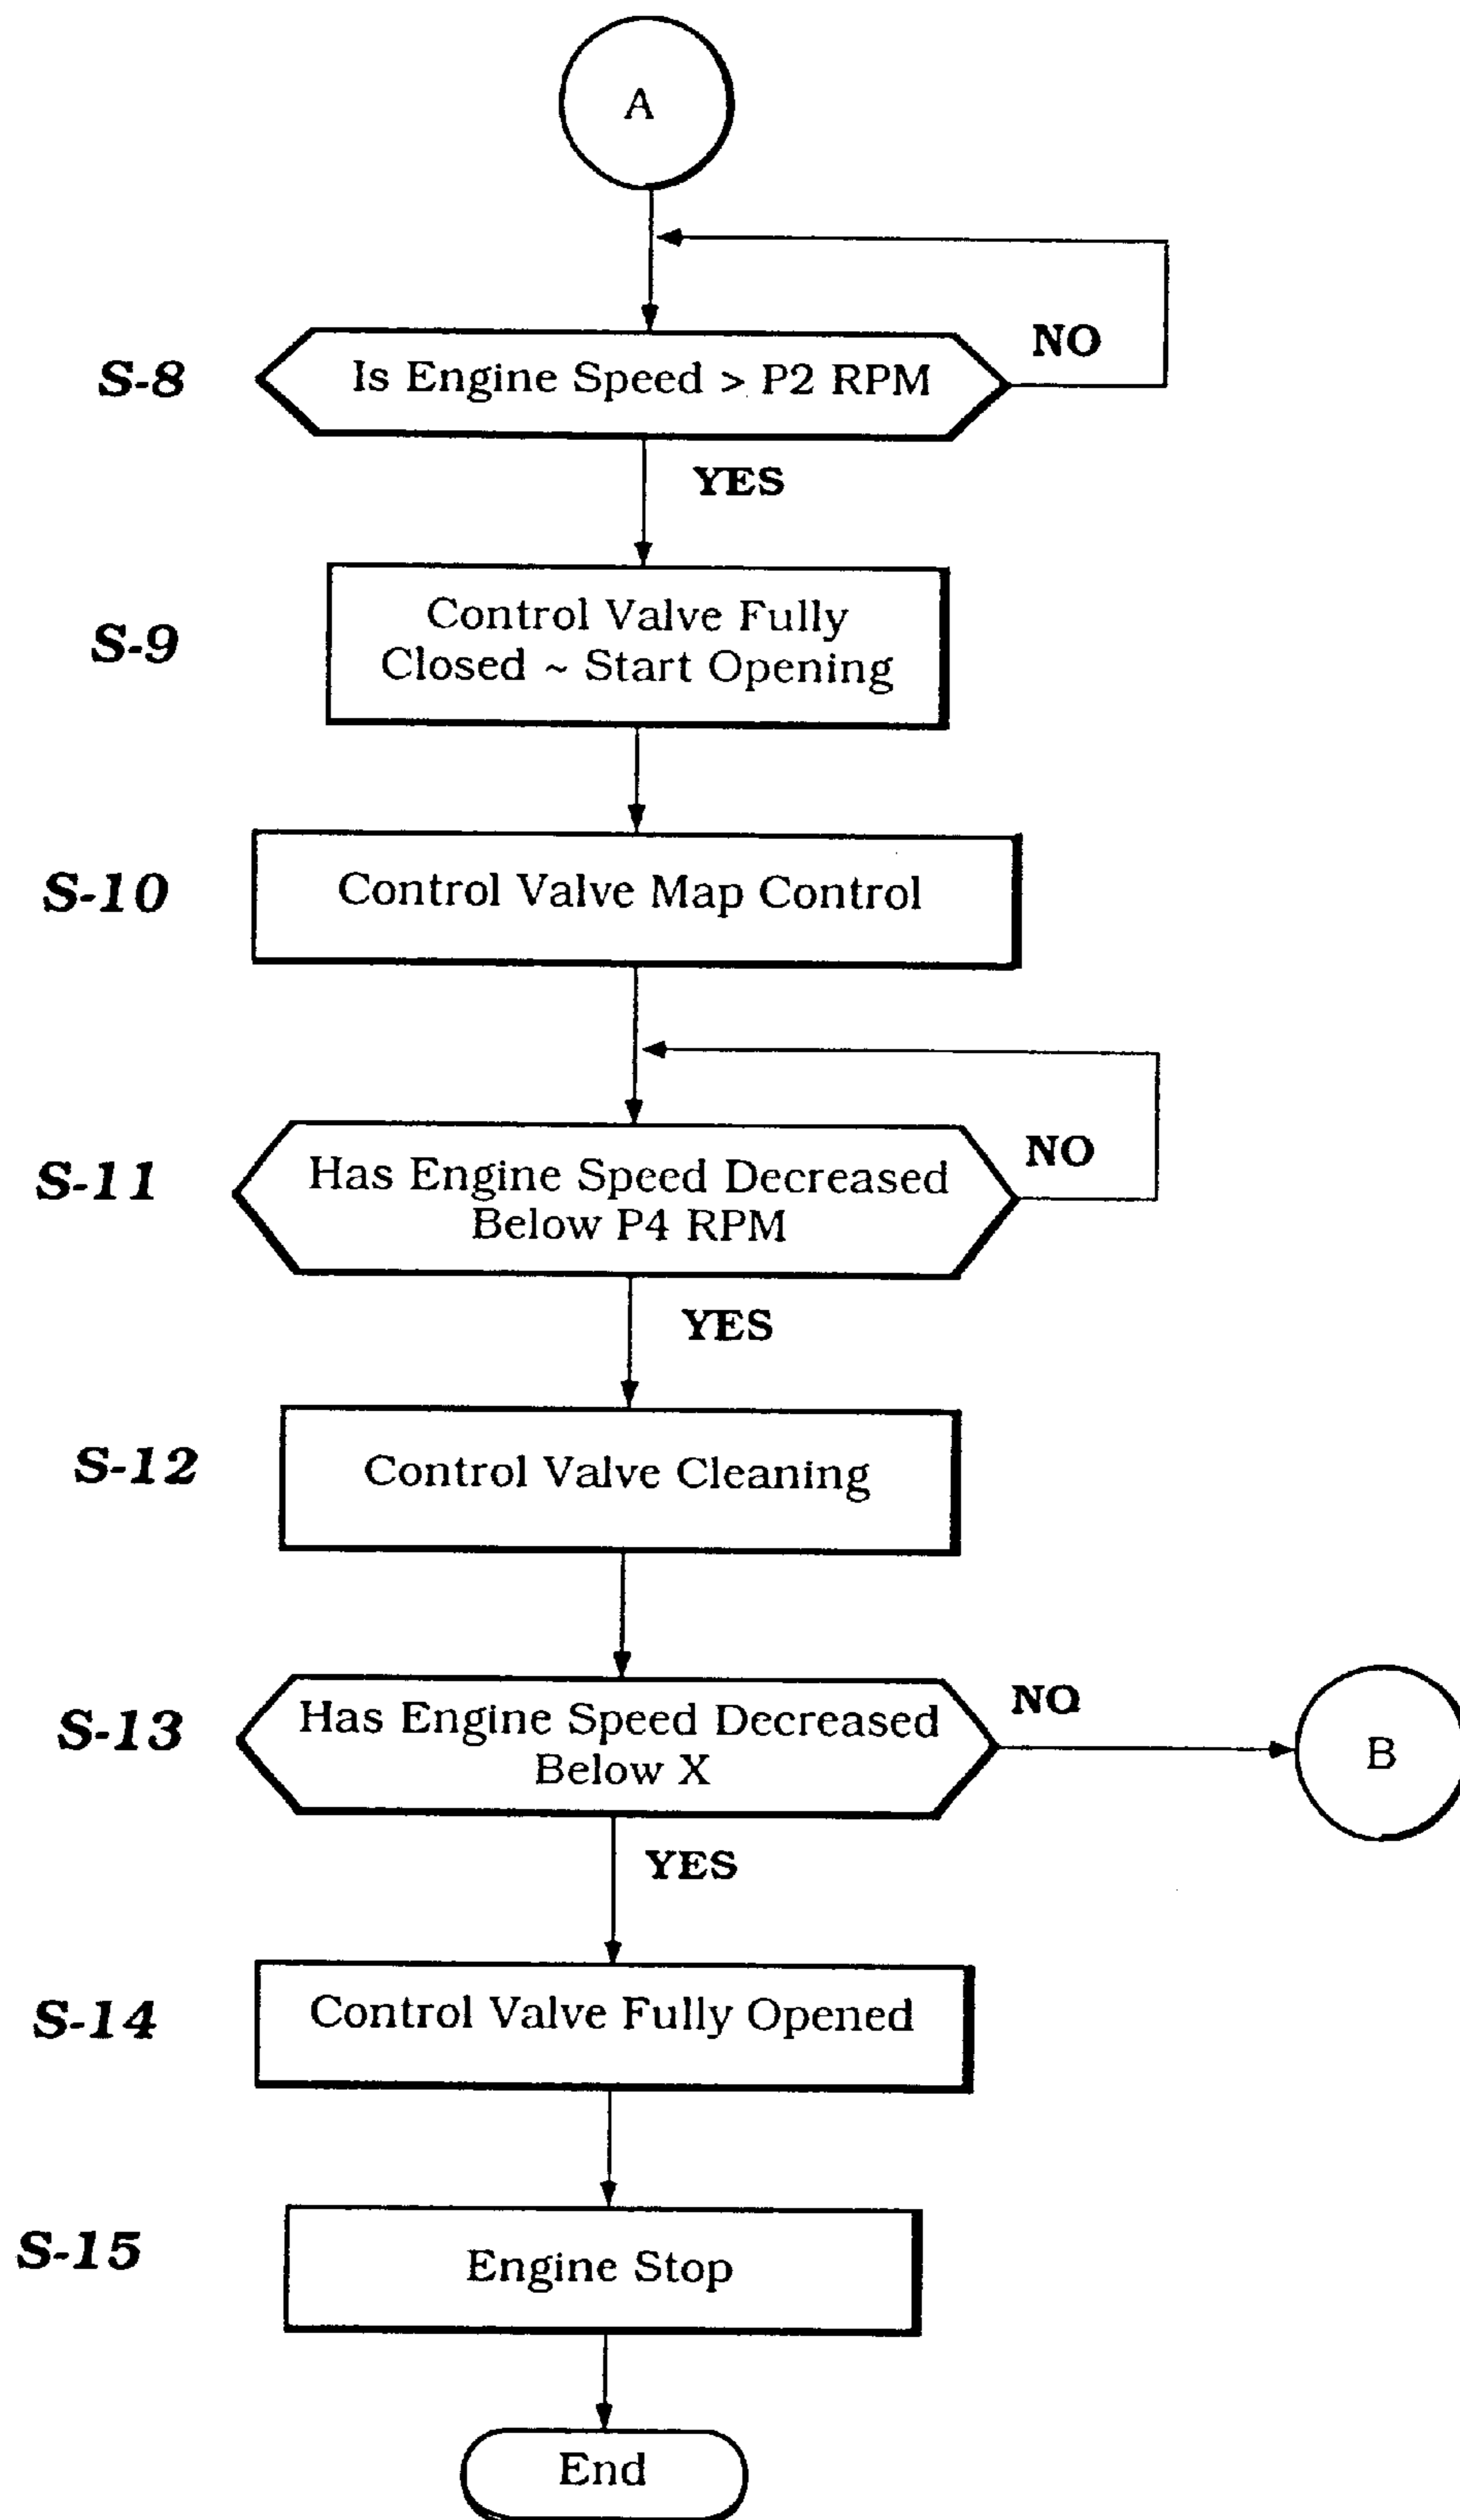 A
NO
S-8
Is Engine Speed > P2 RPM
YES
S-9
Control Valve Fully
Closed ~ Start Opening
S-10
Control Valve Map Control
S-11
Has Engine Speed Decreased
Below P4 RPM
NO
YES
S-12
Control Valve Cleaning
S-13
Has Engine Speed Decreased
Below X
NO
B
YES
S-14
Control Valve Fully Opened
S-15
Engine Stop
End